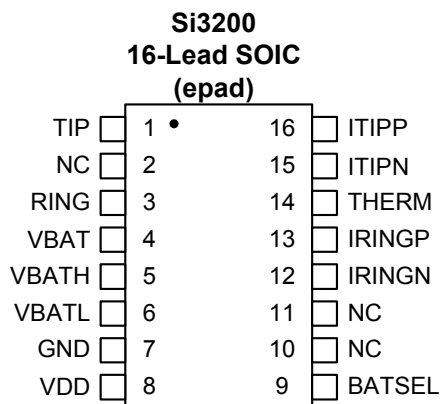 Si3200
16-Lead SOIC
(epad)
TIP 1 16 ITIPP
NC 2 15 ITIPN
RING 3 14 THERM
VBAT 4 13 IRINGP
VBATH 5 12 IRINGN
VBATL 6 11 NC
GND 7 10 NC
VDD 8 9 BATSEL